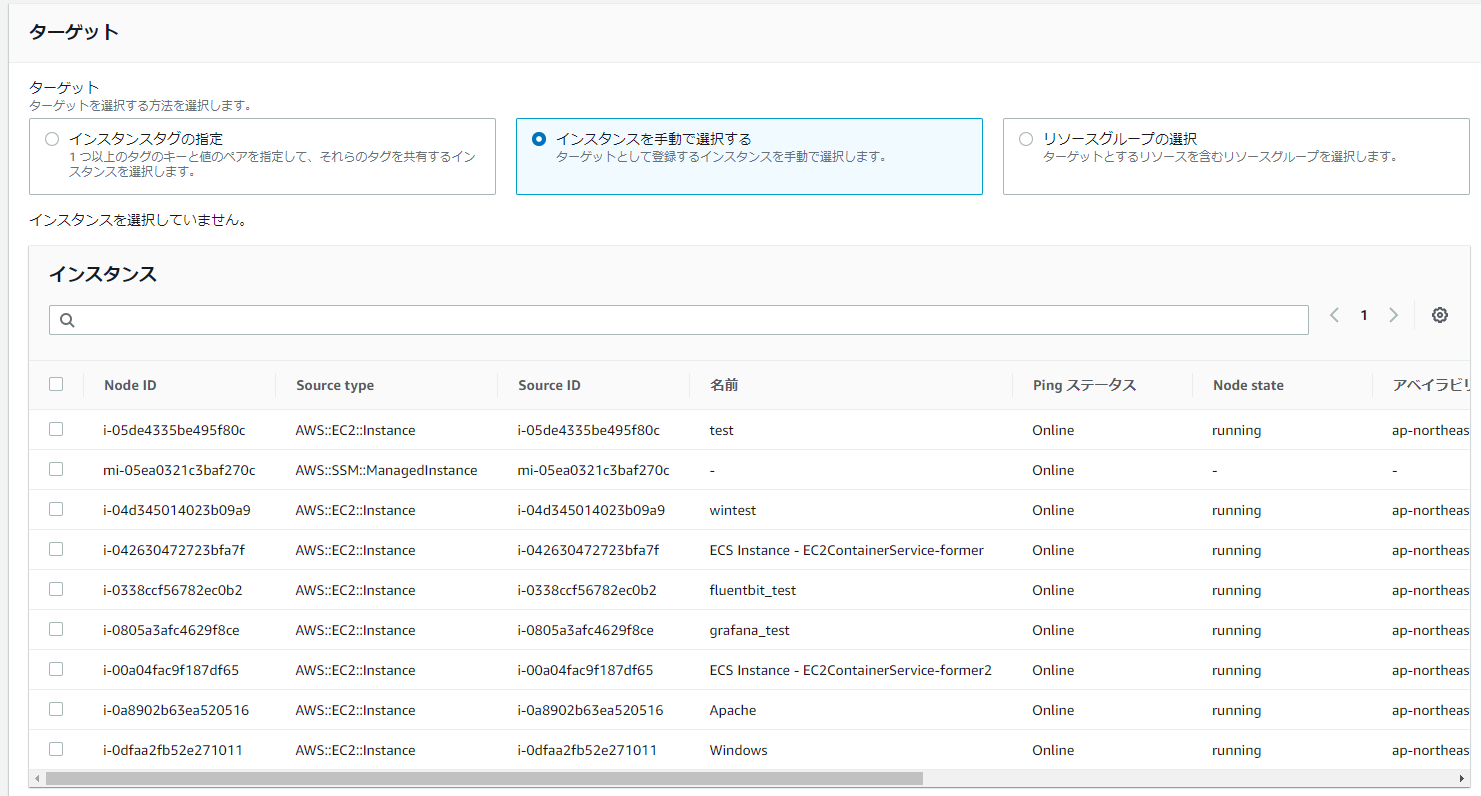 ターゲット
ターゲット
ターゲットを選択する方法を選択します。
インスタンスタグの指定
1 つ以上のタグのキーと値のペアを指定して、それらのタグを共有するイン
スタンスを選択します。
インスタンスを手動で選択する
ターゲットとして登録するインスタンスを手動で選択します。
リソースグループの選択
ターゲットとするリソースを含むリソースグループを選択します。
インスタンスを選択していません。
インスタンス
1
Node ID Source type Source ID 名前 Ping ステータス Node state アベイラビリ
i-05de4335be495f80c AWS::EC2::Instance i-05de4335be495f80c test Online running ap-northeas
mi-05ea0321c3baf270c AWS::SSM::ManagedInstance mi-05ea0321c3baf270c - Online - -
i-04d345014023b09a9 AWS::EC2::Instance i-04d345014023b09a9 wintest Online running ap-northeas
i-042630472723bfa7f AWS::EC2::Instance i-042630472723bfa7f ECS Instance - EC2ContainerService-former Online running ap-northeas
i-0338ccf56782ec0b2 AWS::EC2::Instance i-0338ccf56782ec0b2 fluentbit_test Online running ap-northeas
i-0805a3afc4629f8ce AWS::EC2::Instance i-0805a3afc4629f8ce grafana_test Online running ap-northeas
i-00a04fac9f187df65 AWS::EC2::Instance i-00a04fac9f187df65 ECS Instance - EC2ContainerService-former2 Online running ap-northeas
i-0a8902b63ea520516 AWS::EC2::Instance i-0a8902b63ea520516 Apache Online running ap-northeas
i-0dfaa2fb52e271011 AWS::EC2::Instance i-0dfaa2fb52e271011 Windows Online running ap-northeas